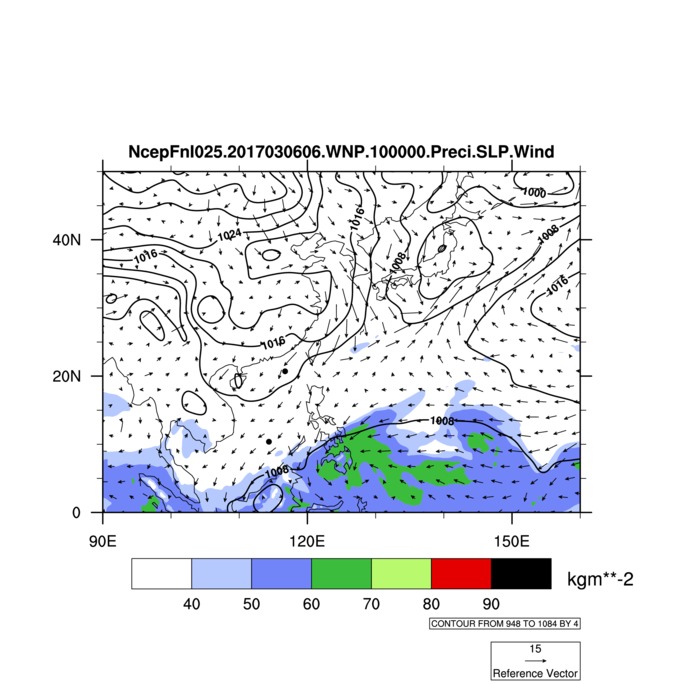 NcepFnl025.2017030606.WNP.100000.Preci.SLP.Wind
1000
1016
1024
1008
1008
40N
1016
1016
1016
20N
1008
1008
0
90E
120E
150E
40 50 60 70 80 90
kgm**-2
CONTOUR FROM 948 TO 1084 BY 4
15
Reference Vector